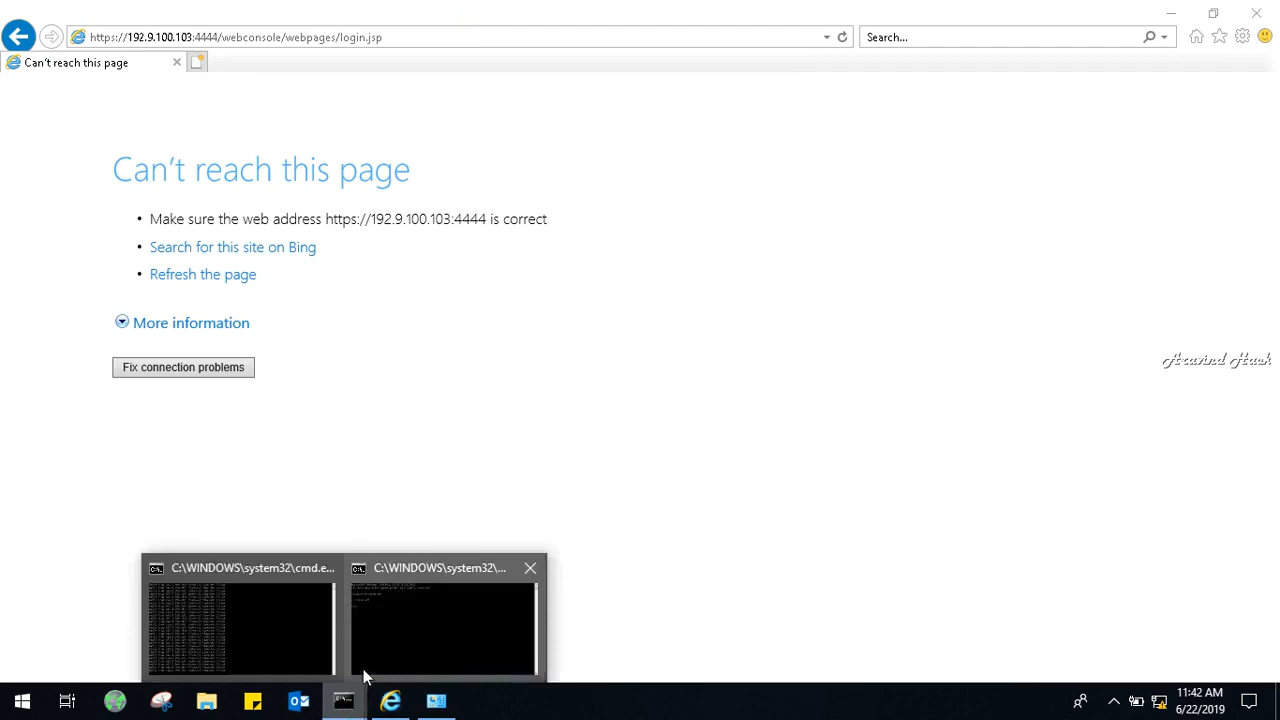 https://192.9.100.103:4444/webconsole/webpages/login.jsp
Search...
Can't reach this page
Can't reach this page
• Make sure the web address https://192.9.100.103:4444 is correct
• Search for this site on Bing
• Refresh the page
More information
Fix connection problems
Aravind Hask
C:\WINDOWS\system32\cmd.e...
C:\WINDOWS\system32\...
11:42 AM
6/22/2019